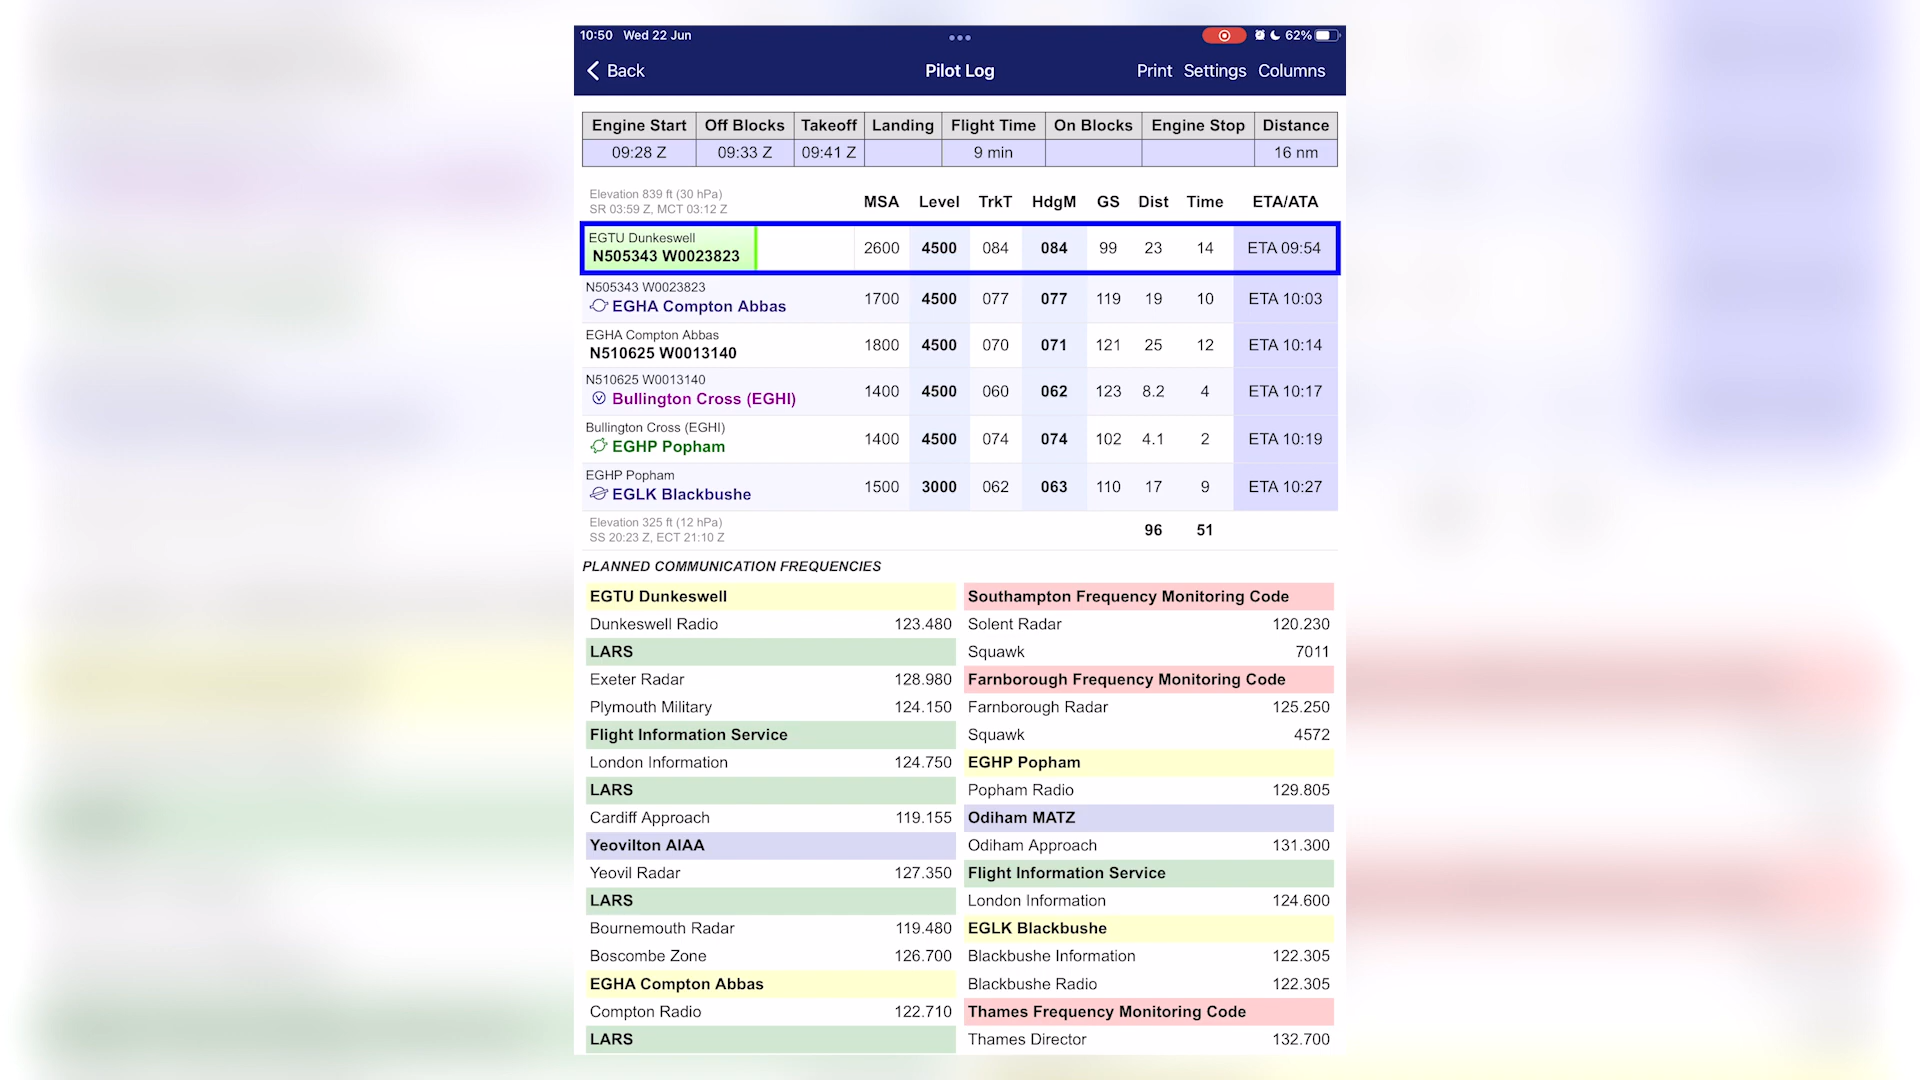 10:50 Wed 22 Jun
62%
Back
Pilot Log
Print Settings Columns
Engine Start Off Blocks Takeoff Landing Flight Time On Blocks Engine Stop Distance
09:28 Z 09:33 Z 09:41 Z 9 min 16 nm
Elevation 839 ft (30 hPa)
SR 03:59 Z, MCT 03:12 Z
MSA Level TrkT HdgM GS Dist Time ETA/ATA
EGTU Dunkeswell
N505343 W0023823 2600 4500 084 084 99 23 14 ETA 09:54
N505343 W0023823
EGHA Compton Abbas 1700 4500 077 077 119 19 10 ETA 10:03
EGHA Compton Abbas
N510625 W0013140 1800 4500 070 071 121 25 12 ETA 10:14
N510625 W0013140
Bullington Cross (EGHI) 1400 4500 060 062 123 8.2 4 ETA 10:17
Bullington Cross (EGHI)
EGHP Popham 1400 4500 074 074 102 4.1 2 ETA 10:19
EGHP Popham
EGLK Blackbushe 1500 3000 062 063 110 17 9 ETA 10:27
Elevation 325 ft (12 hPa)
SS 20:23 Z, ECT 21:10 Z
96 51
PLANNED COMMUNICATION FREQUENCIES
EGTU Dunkeswell
Dunkeswell Radio 123.480
LARS
Exeter Radar 128.980
Plymouth Military 124.150
Flight Information Service
London Information 124.750
LARS
Cardiff Approach 119.155
Yeovilton AIAA
Yeovil Radar 127.350
LARS
Bournemouth Radar 119.480
Boscombe Zone 126.700
EGHA Compton Abbas
Compton Radio 122.710
LARS
Southampton Frequency Monitoring Code
Solent Radar 120.230
Squawk 7011
Farnborough Frequency Monitoring Code
Farnborough Radar 125.250
Squawk 4572
EGHP Popham
Popham Radio 129.805
Odiham MATZ
Odiham Approach 131.300
Flight Information Service
London Information 124.600
EGLK Blackbushe
Blackbushe Information 122.305
Blackbushe Radio 122.305
Thames Frequency Monitoring Code
Thames Director 132.700